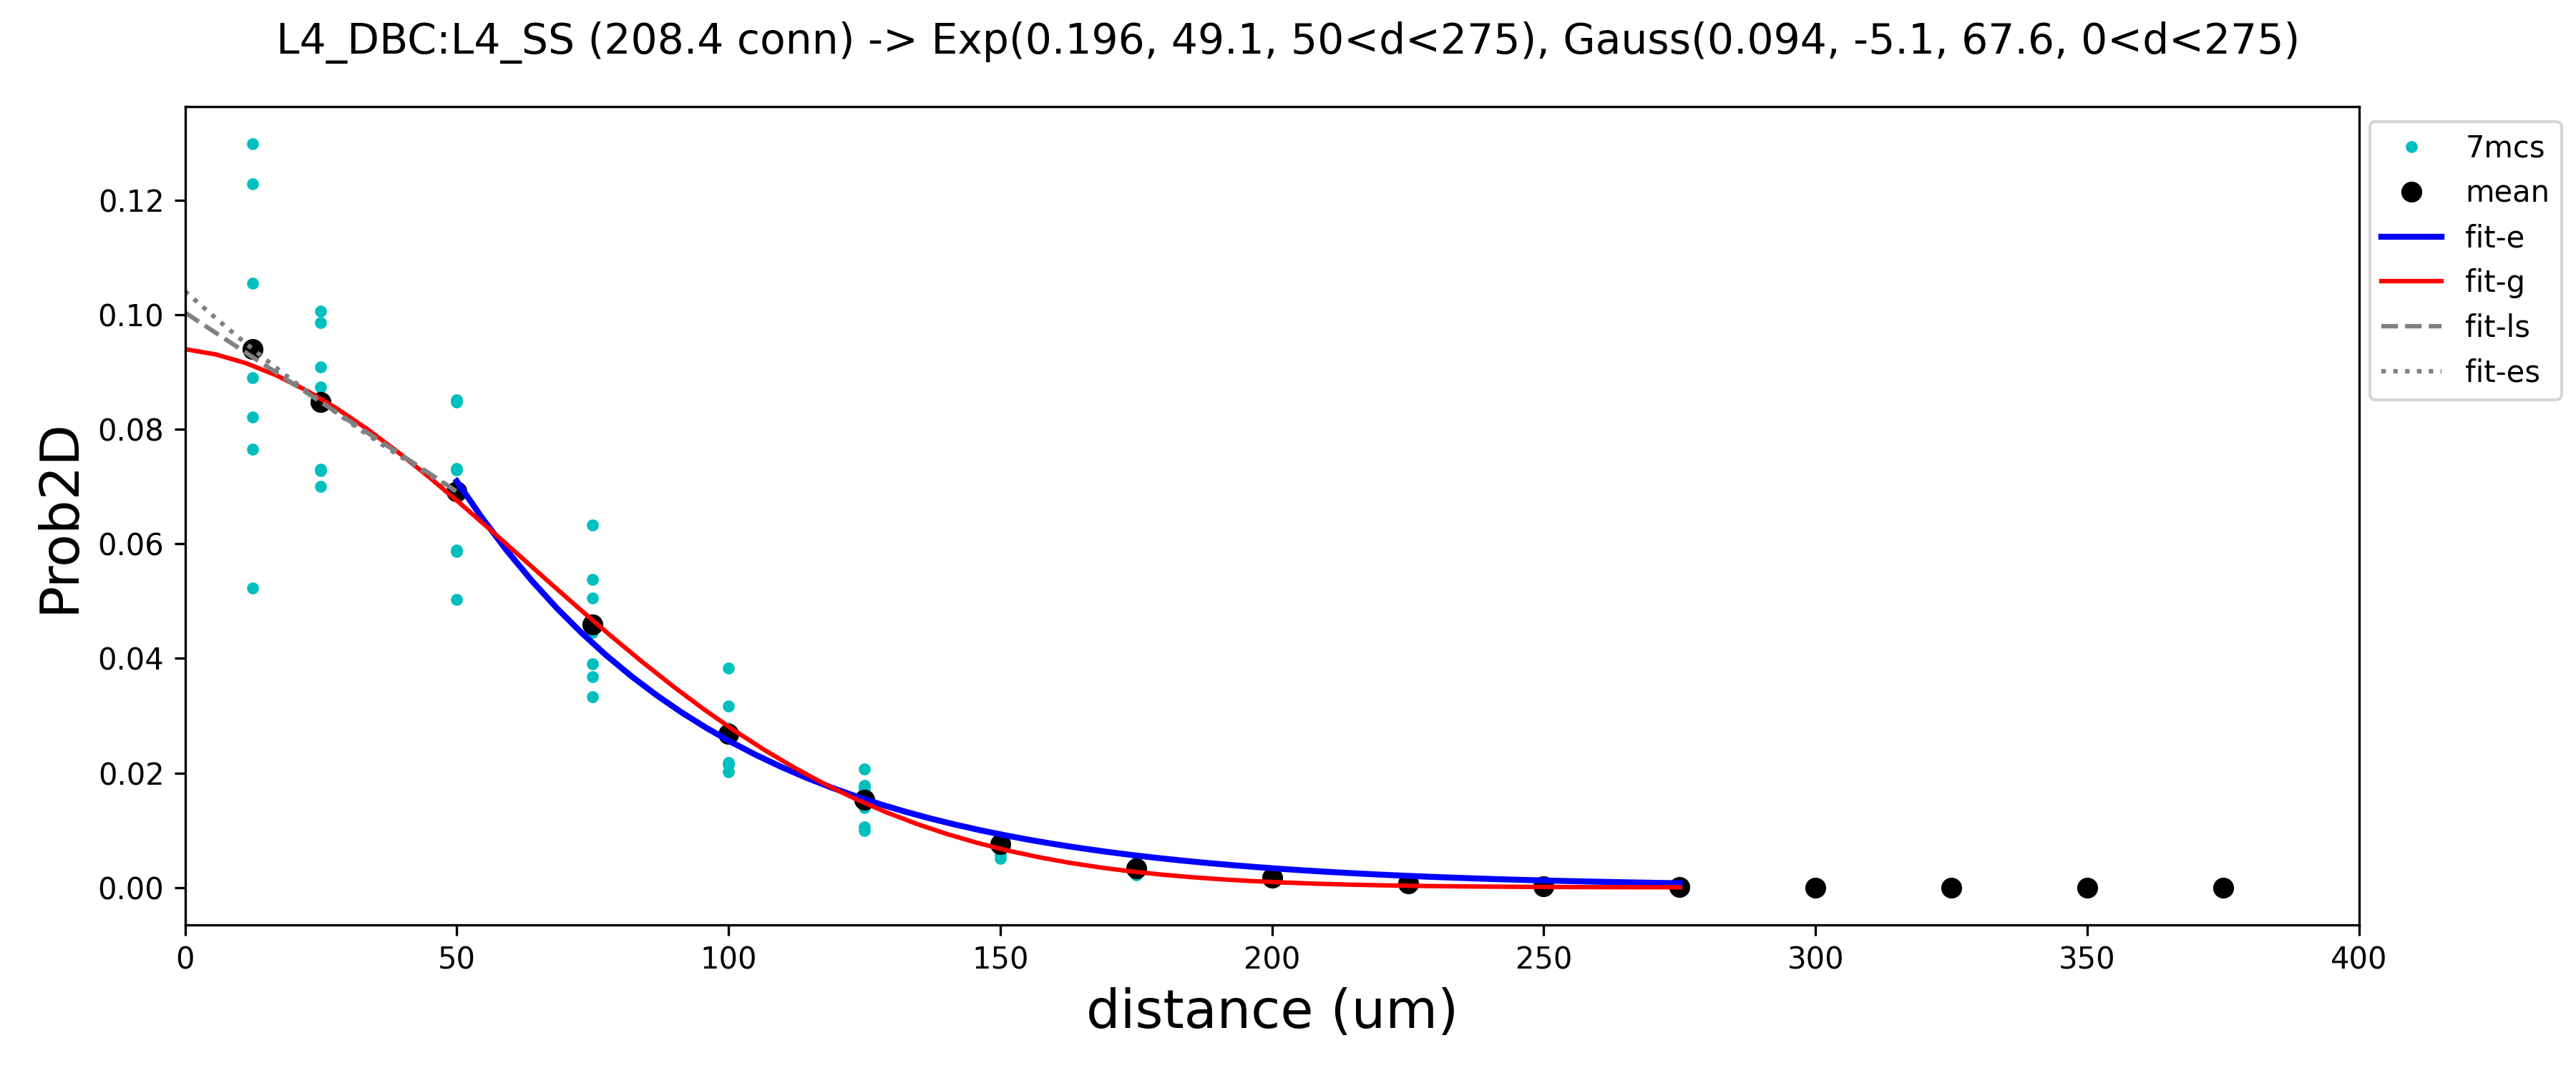 L4_DBC:L4_SS (208.4 conn) -> Exp(0.196, 49.1, 50<d<275), Gauss(0.094, -5.1, 67.6, 0<d<275)
7mcs
mean
fit-e
fit-g
fit-ls
fit-es
Prob2D
0.12
0.10
0.08
0.06
0.04
0.02
0.00
0 50 100 150 200 250 300 350 400
distance (um)